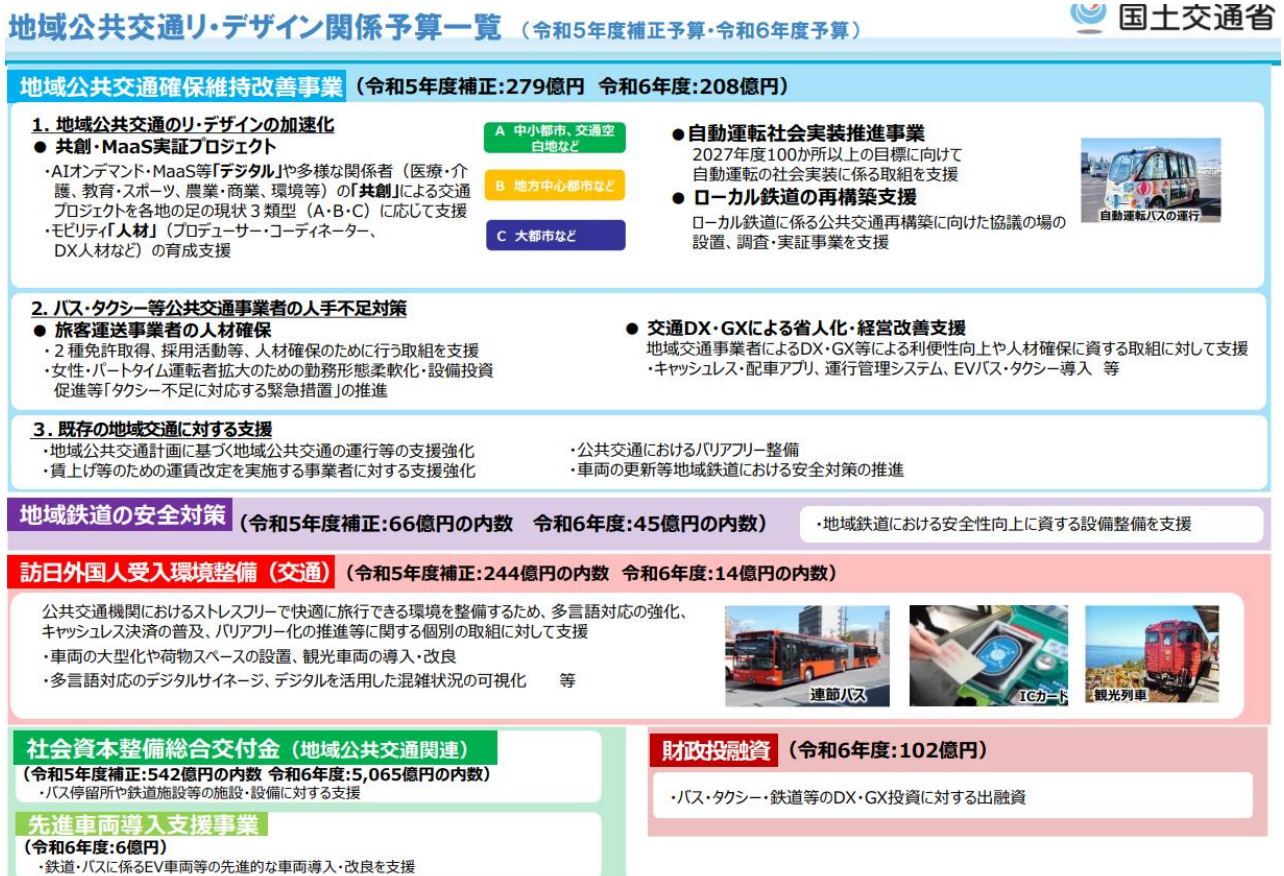 地域公共交通リ・デザイン関係予算一覧 (令和5年度補正予算・令和6年度予算)
国土交通省
地域公共交通確保維持改善事業 (令和5年度補正:279億円 令和6年度:208億円)
1. 地域公共交通のリ・デザインの加速化
● 共創・MaaS実証プロジェクト
・AIオンデマンド・MaaS等「デジタル」や多様な関係者(医療・介
護、教育・スポーツ、農業・商業、環境等)の「共創」による交通
プロジェクトを各地の足の現状3類型(A・B・C)に応じて支援
・モビリティ「人材」(プロデューサー・コーディネーター、
DX人材など)の育成支援
A 中小都市、交通空
白地など
B 地方中心都市など
C 大都市など
●自動運転社会実装推進事業
2027年度100か所以上の目標に向けて
自動運転の社会実装に係る取組を支援
● ローカル鉄道の再構築支援
ローカル鉄道に係る公共交通再構築に向けた協議の場の
設置、調査・実証事業を支援
自動運転バスの運行
2. バス・タクシー等公共交通事業者の人手不足対策
● 旅客運送事業者の人材確保
・2種免許取得、採用活動等、人材確保のために行う取組を支援
・女性・パートタイム運転者拡大のための勤務形態柔軟化・設備投資
促進等「タクシー不足に対応する緊急措置」の推進
● 交通DX・GXによる省人化・経営改善支援
地域交通事業者によるDX・GX等による利便性向上や人材確保に資する取組に対して支援
・キャッシュレス・配車アプリ、運行管理システム、EVバス・タクシー導入 等
3. 既存の地域交通に対する支援
・地域公共交通計画に基づく地域公共交通の運行等の支援強化
・賃上げ等のための運賃改定を実施する事業者に対する支援強化
・公共交通におけるバリアフリー整備
・車両の更新等地域鉄道における安全対策の推進
地域鉄道の安全対策 (令和5年度補正:66億円の内数 令和6年度:45億円の内数)
・地域鉄道における安全性向上に資する設備整備を支援
訪日外国人受入環境整備(交通) (令和5年度補正:244億円の内数 令和6年度:14億円の内数)
公共交通機関におけるストレスフリーで快適に旅行できる環境を整備するため、多言語対応の強化、
キャッシュレス決済の普及、バリアフリー化の推進等に関する個別の取組に対して支援
・車両の大型化や荷物スペースの設置、観光車両の導入・改良
・多言語対応のデジタルサイネージ、デジタルを活用した混雑状況の可視化 等
連節バス
ICカード
観光列車
社会資本整備総合交付金(地域公共交通関連)
(令和5年度補正:542億円の内数 令和6年度:5,065億円の内数)
・バス停留所や鉄道施設等の施設・設備に対する支援
先進車両導入支援事業
(令和6年度:6億円)
・鉄道・バスに係るEV車両等の先進的な車両導入・改良を支援
財政投融資 (令和6年度:102億円)
・バス・タクシー・鉄道等のDX・GX投資に対する出融資